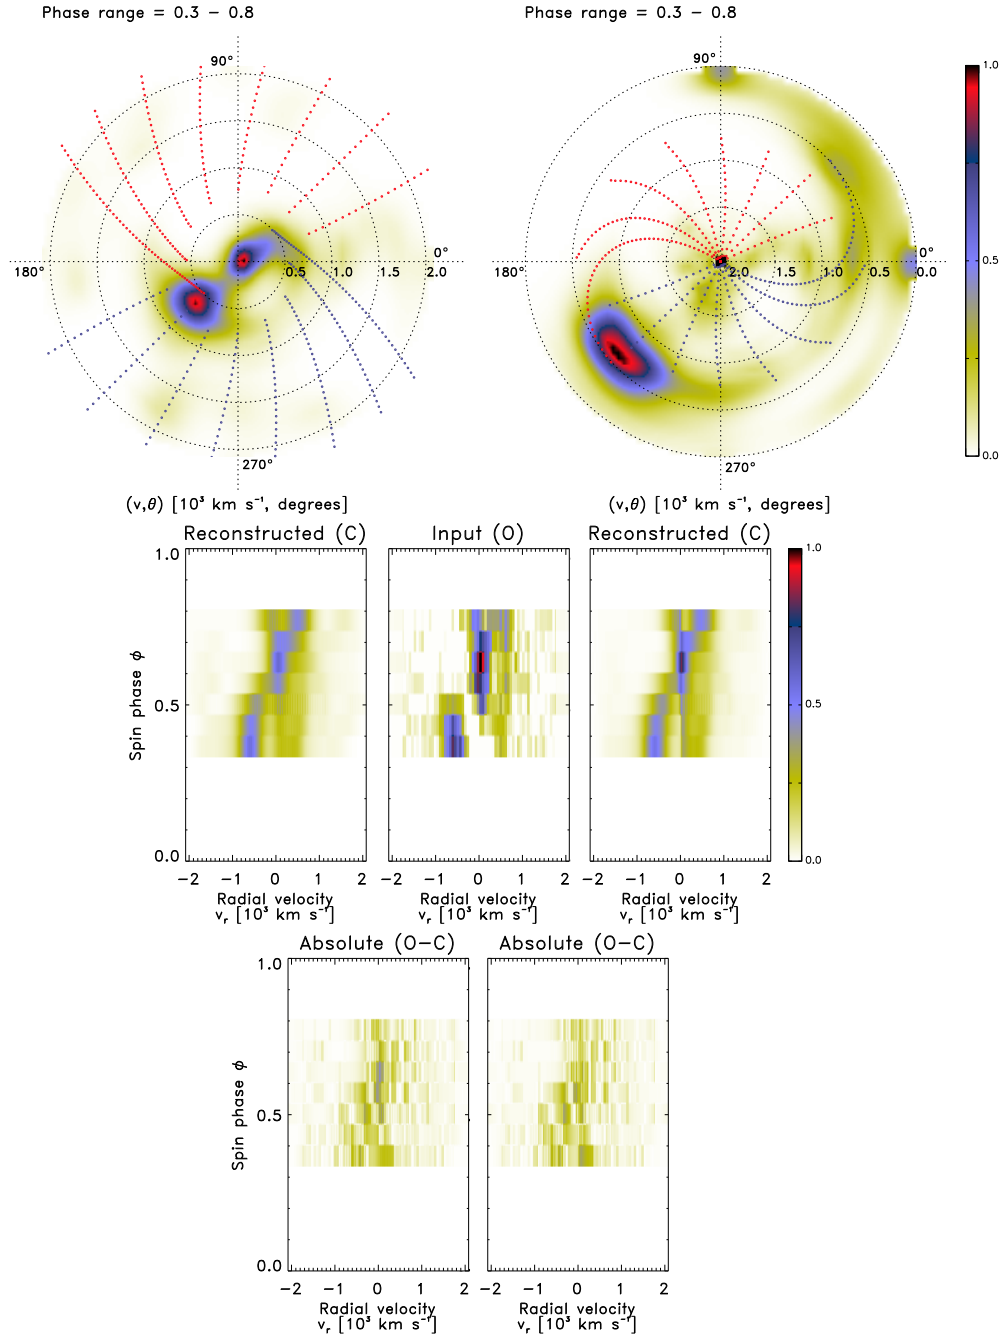 Phase range = 0.3 − 0.8
Phase range = 0.3 − 0.8
90°
90°
1.0
180°
0°
0.5 1.0 1.5 2.0
180°
0°
2.0 1.5 1.0 0.5 0.0
0.5
270°
270°
0.0
(v,θ) [10³ km s⁻¹, degrees]
(v,θ) [10³ km s⁻¹, degrees]
Reconstructed (C)
Input (O)
Reconstructed (C)
1.0
0.5
0.0
Spin phase ϕ
1.0
0.5
0.0
−2 −1 0 1 2
−2 −1 0 1 2
−2 −1 0 1 2
Radial velocity
vᵣ [10³ km s⁻¹]
Radial velocity
vᵣ [10³ km s⁻¹]
Radial velocity
vᵣ [10³ km s⁻¹]
Absolute (O−C)
Absolute (O−C)
1.0
0.5
0.0
Spin phase ϕ
−2 −1 0 1 2
−2 −1 0 1 2
Radial velocity
vᵣ [10³ km s⁻¹]
Radial velocity
vᵣ [10³ km s⁻¹]